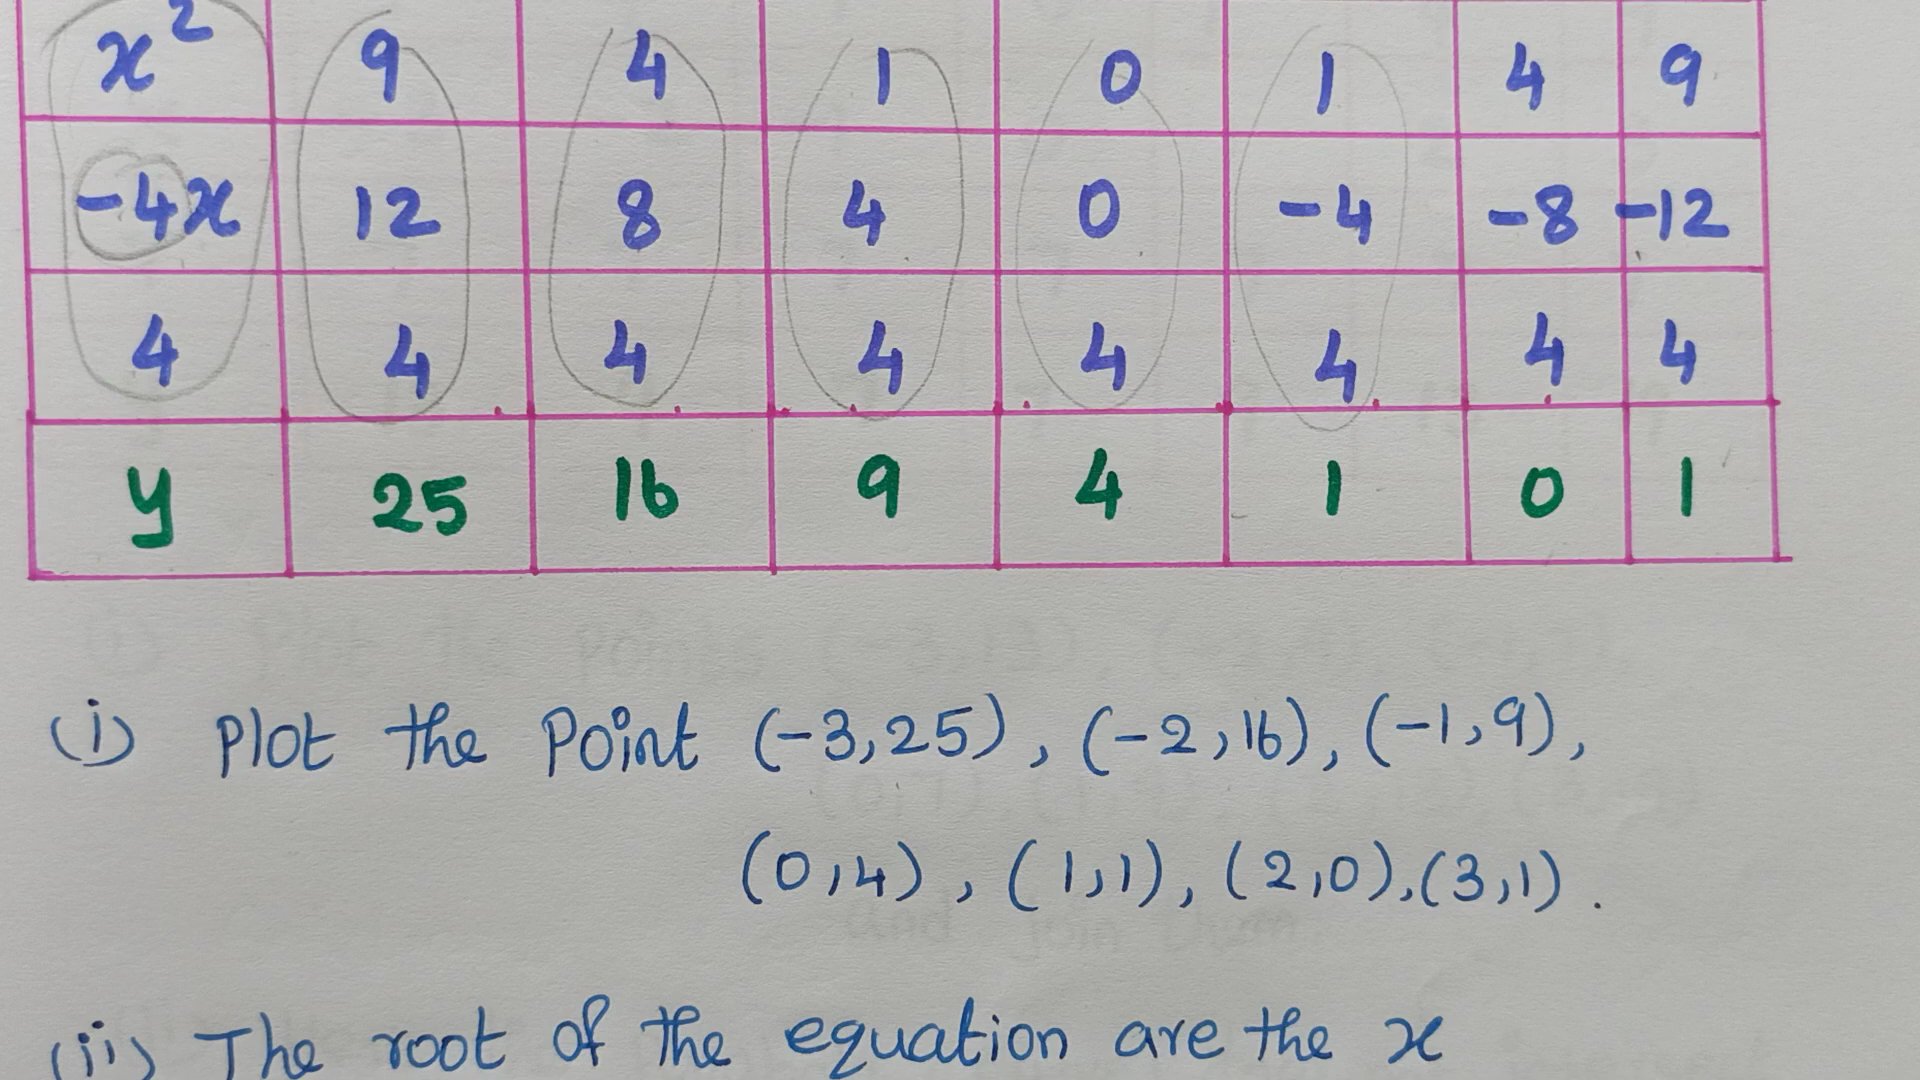 x² 9 4 1 0 1 4 9
-4x 12 8 4 0 -4 -8 -12
4 4 4 4 4 4 4 4
y 25 16 9 4 1 0 1
(i) Plot the Point (-3,25), (-2,16), (-1,9),
(0,4), (1,1), (2,0), (3,1).
(ii) The root of the equation are the x